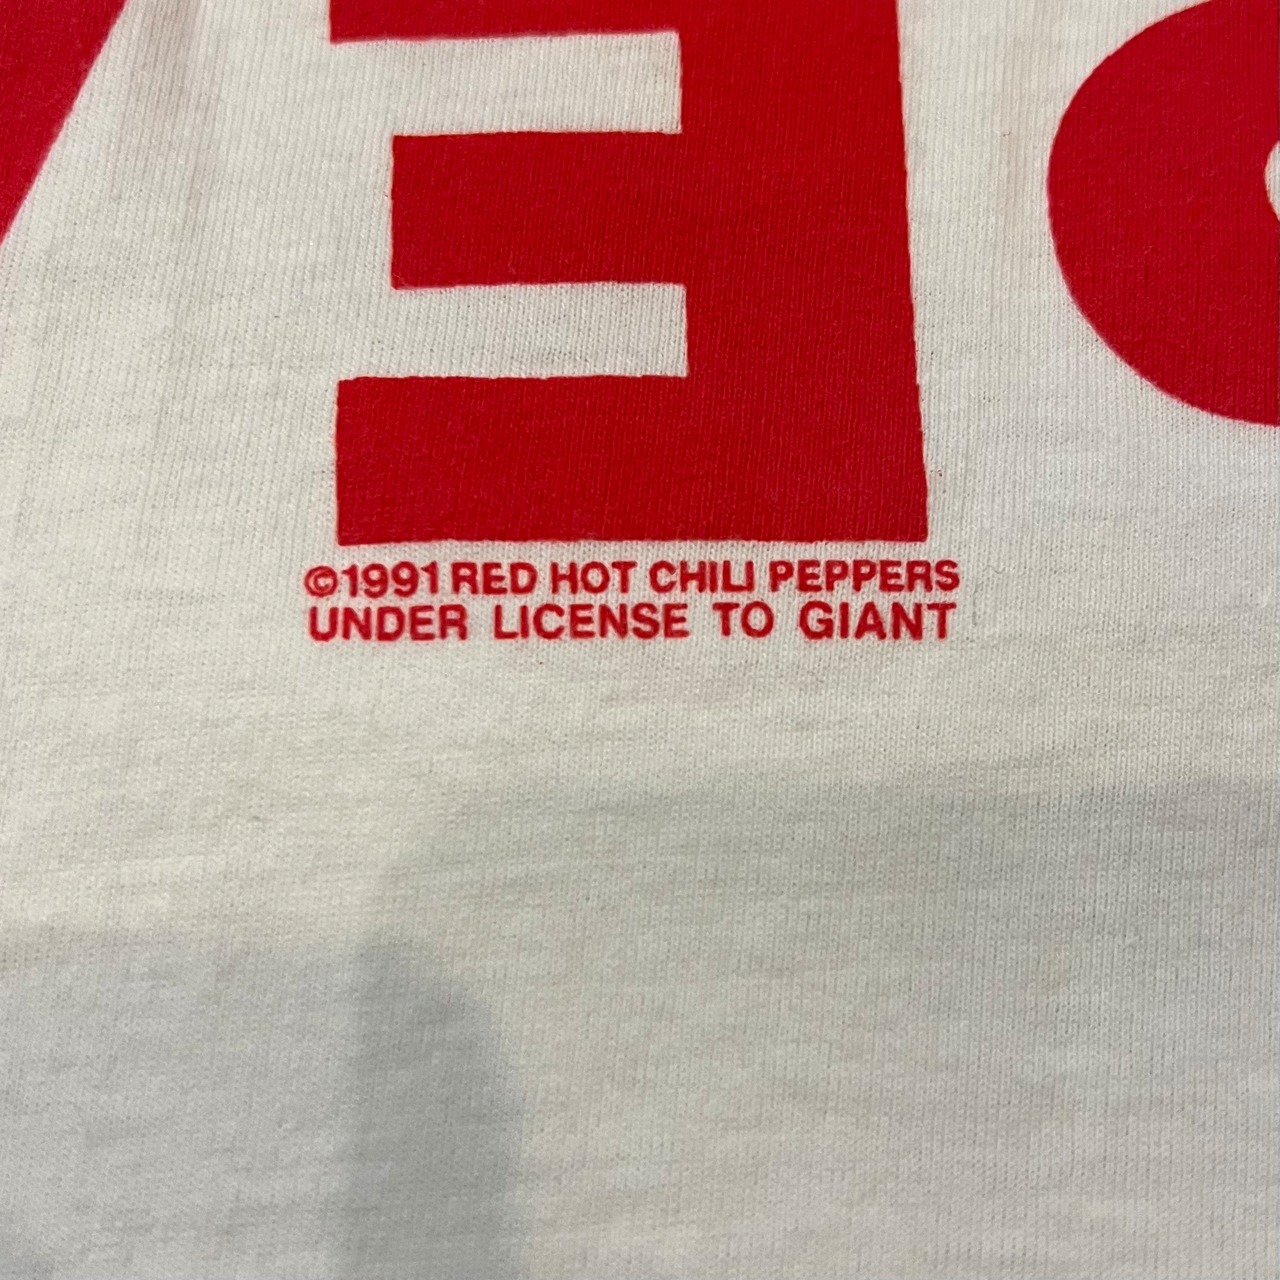 ©1991 RED HOT CHILI PEPPERS
UNDER LICENSE TO GIANT